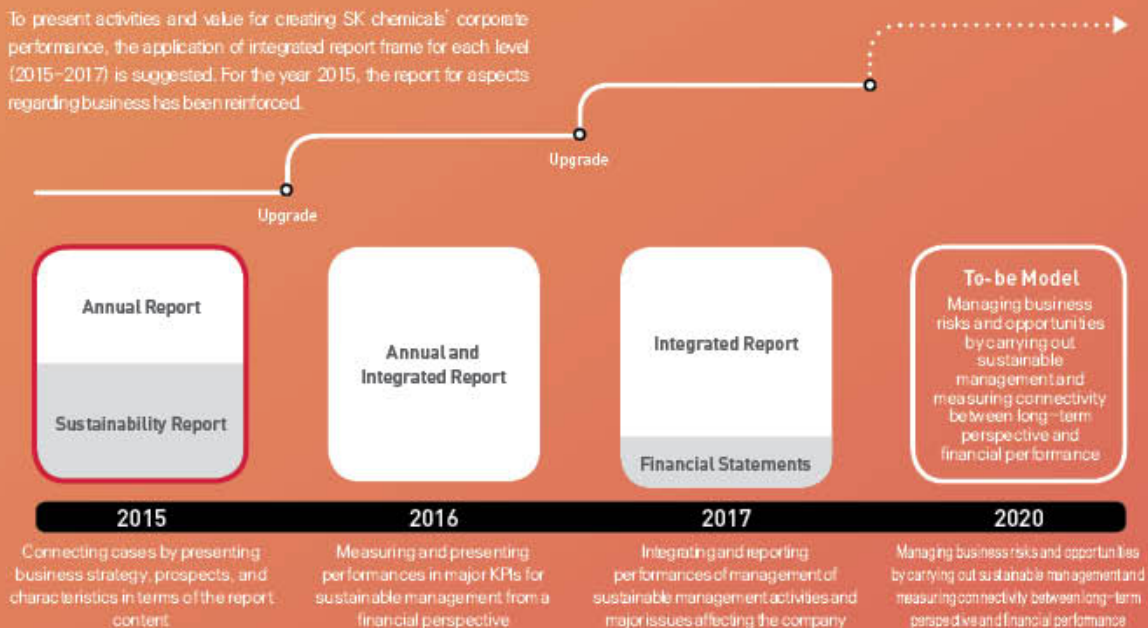 To present activities and value for creating SK chemicals' corporate
performance, the application of integrated report frame for each level
(2015-2017) is suggested. For the year 2015, the report for aspects
regarding business has been reinforced.
Upgrade
Upgrade
Annual Report
Sustainability Report
Annual and
Integrated Report
Integrated Report
Financial Statements
To-be Model
Managing business
risks and opportunities
by carrying out
sustainable
management and
measuring connectivity
between long-term
perspective and
financial performance
2015
2016
2017
2020
Connecting cases by presenting
business strategy, prospects, and
characteristics in terms of the report
content
Measuring and presenting
performances in major KPIs for
sustainable management from a
financial perspective
Integrating and reporting
performances of management of
sustainable management activities and
major issues affecting the company
Managing business risks and opportunities
by carrying out sustainable management and
measuring connectivity between long-term
perspective and financial performance